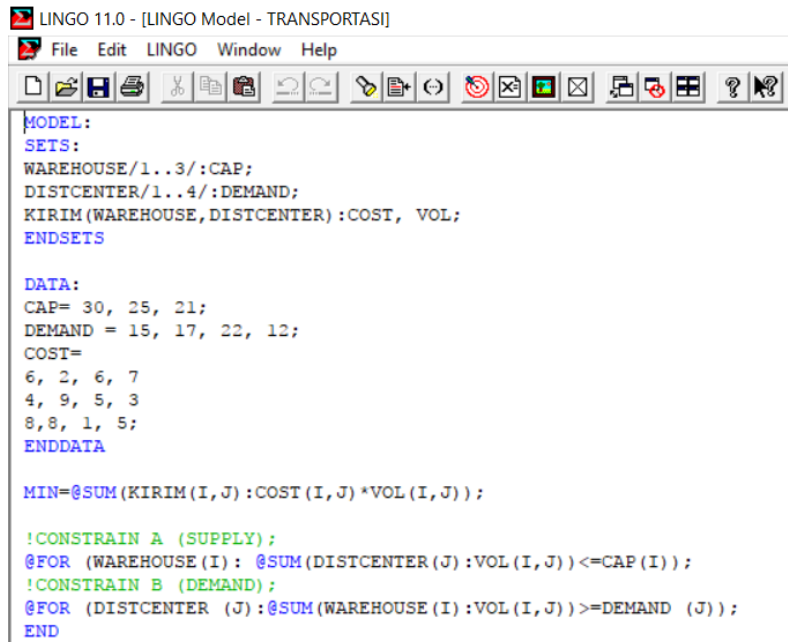 LINGO 11.0 - [LINGO Model - TRANSPORTASI]
File Edit LINGO Window Help
MODEL:
SETS:
WAREHOUSE/1..3/:CAP;
DISTCENTER/1..4/:DEMAND;
KIRIM(WAREHOUSE,DISTCENTER):COST, VOL;
ENDSETS

DATA:
CAP= 30, 25, 21;
DEMAND = 15, 17, 22, 12;
COST=
6, 2, 6, 7
4, 9, 5, 3
8,8, 1, 5;
ENDDATA

MIN=@SUM(KIRIM(I,J):COST(I,J)*VOL(I,J));

!CONSTRAIN A (SUPPLY);
@FOR (WAREHOUSE(I): @SUM(DISTCENTER(J):VOL(I,J))<=CAP(I));
!CONSTRAIN B (DEMAND);
@FOR (DISTCENTER (J):@SUM(WAREHOUSE(I):VOL(I,J))>=DEMAND (J));
END